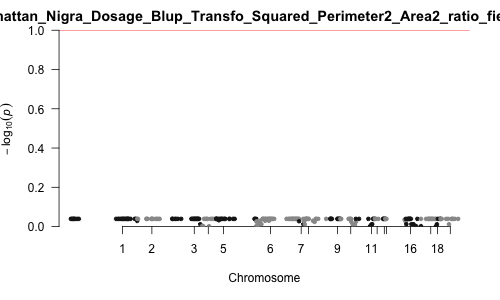 nattan_Nigra_Dosage_Blup_Transfo_Squared_Perimeter2_Area2_ratio_fie
1.0
0.8
0.6
0.4
0.2
0.0
− log10(p)
1 2 3 5 6 7 9 11 16 18
Chromosome